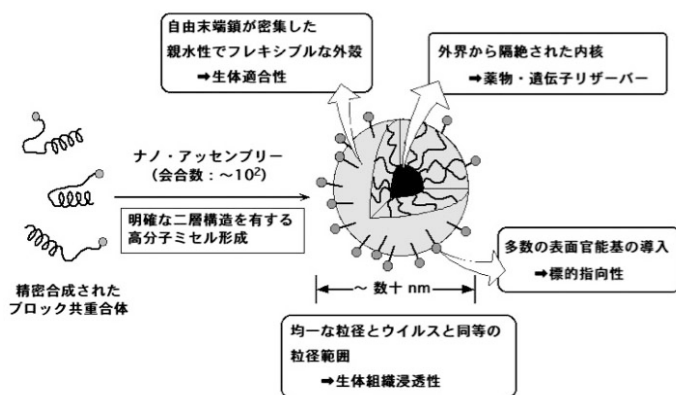 自由末端鎖が密集した
親水性でフレキシブルな外殻
➡生体適合性
外界から隔絶された内核
➡薬物・遺伝子リザーバー
ナノ・アッセンブリー
(会合数:~10²)
明確な二層構造を有する
高分子ミセル形成
精密合成された
ブロック共重合体
多数の表面官能基の導入
➡標的指向性
~ 数十 nm
均一な粒径とウイルスと同等の
粒径範囲
➡生体組織浸透性